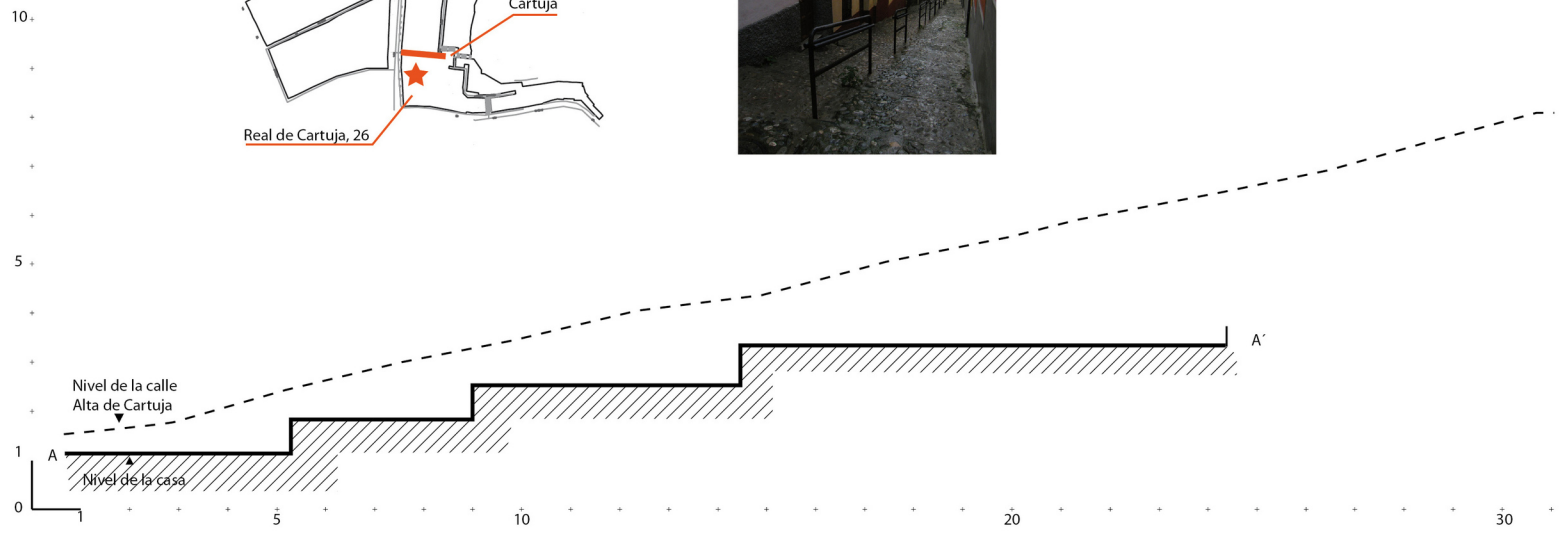 10
Cartuja
Real de Cartuja, 26
5
Nivel de la calle
Alta de Cartuja
1
A
A´
Nivel de la casa
0
1
5
10
20
30